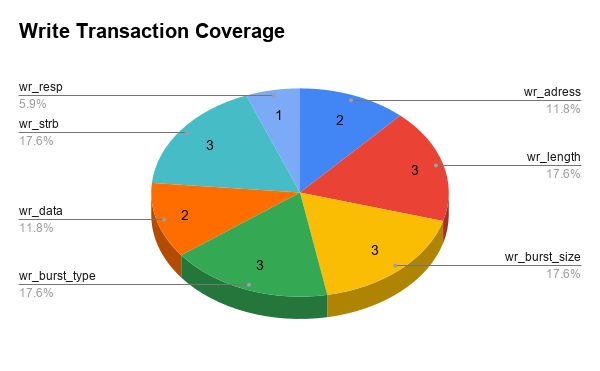 Write Transaction Coverage
wr_resp
5.9%
wr_strb
17.6%
wr_data
11.8%
wr_burst_type
17.6%
wr_adress
11.8%
wr_length
17.6%
wr_burst_size
17.6%
1
2
3
3
2
3
3